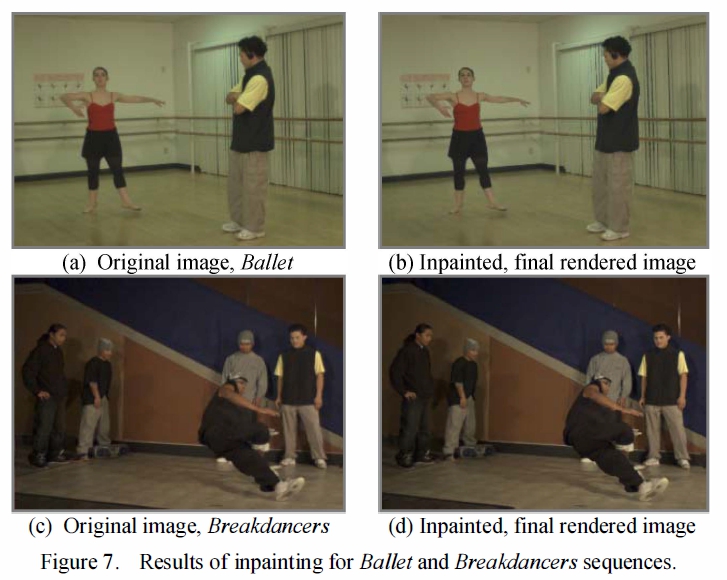 (a) Original image, Ballet
(b) Inpainted, final rendered image
(c) Original image, Breakdancers
(d) Inpainted, final rendered image
Figure 7. Results of inpainting for Ballet and Breakdancers sequences.